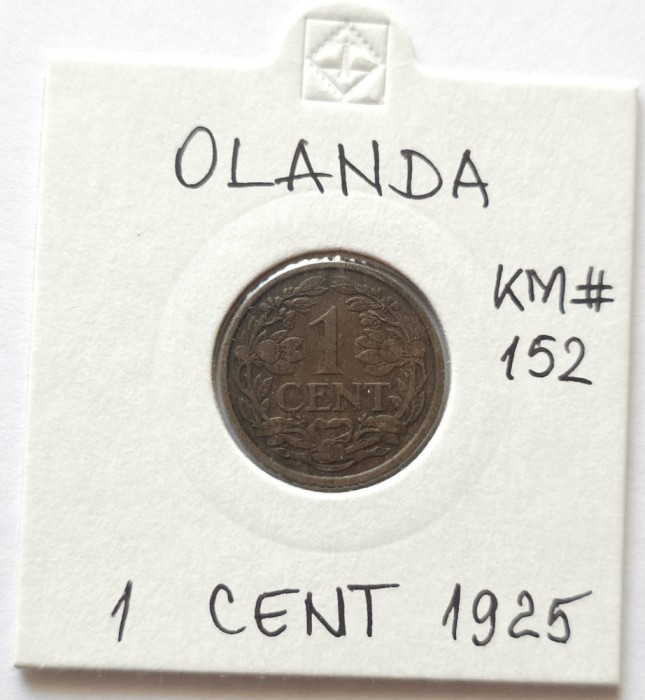 OLANDA
KM#
152
1
CENT
1 CENT 1925